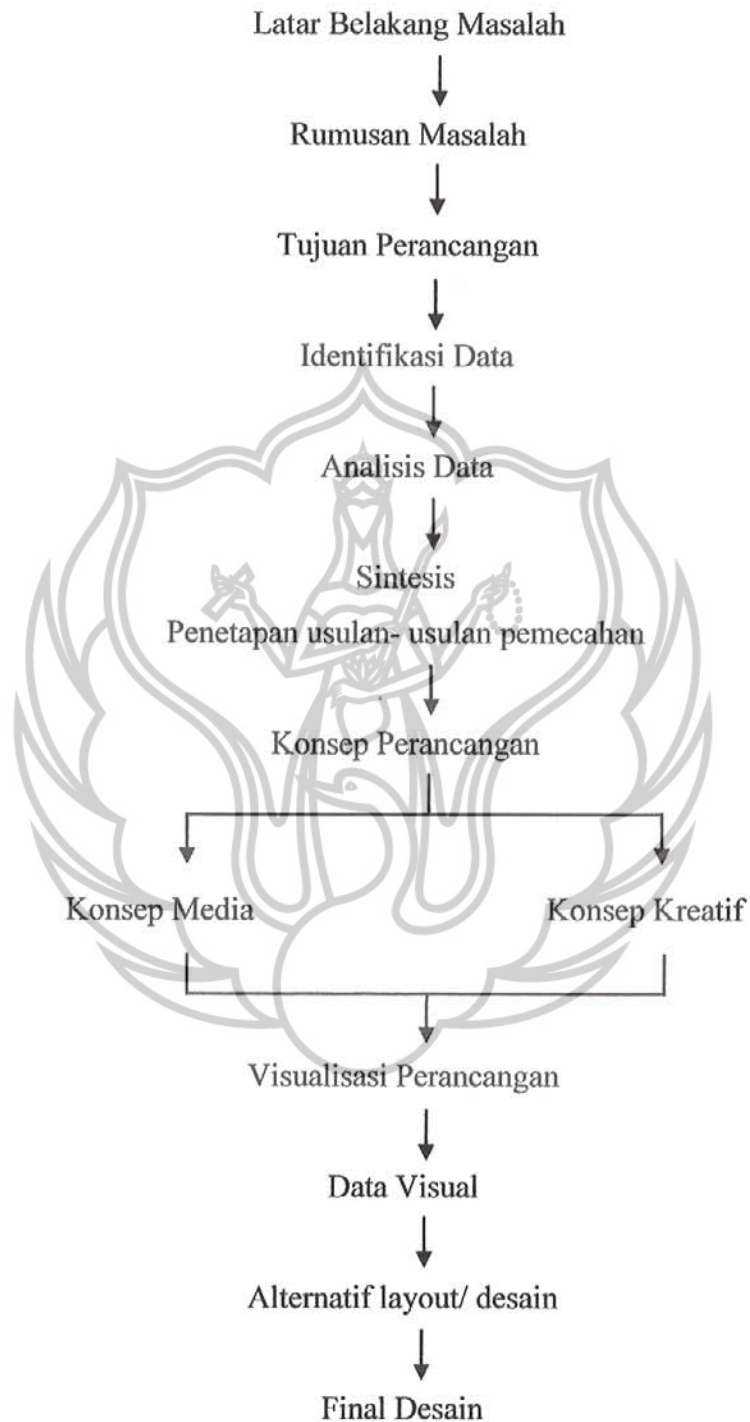 Latar Belakang Masalah
Rumusan Masalah
Tujuan Perancangan
Identifikasi Data
Analisis Data
Sintesis
Penetapan usulan- usulan pemecahan
Konsep Perancangan
Konsep Media
Konsep Kreatif
Visualisasi Perancangan
Data Visual
Alternatif layout/ desain
Final Desain